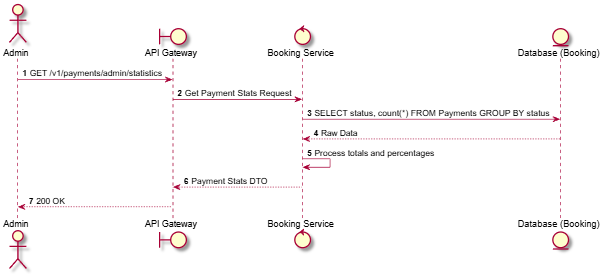 Admin API Gateway Booking Service Database (Booking)
1 GET /v1/payments/admin/statistics
2 Get Payment Stats Request
3 SELECT status, count(*) FROM Payments GROUP BY status
4 Raw Data
5 Process totals and percentages
6 Payment Stats DTO
7 200 OK
Admin API Gateway Booking Service Database (Booking)